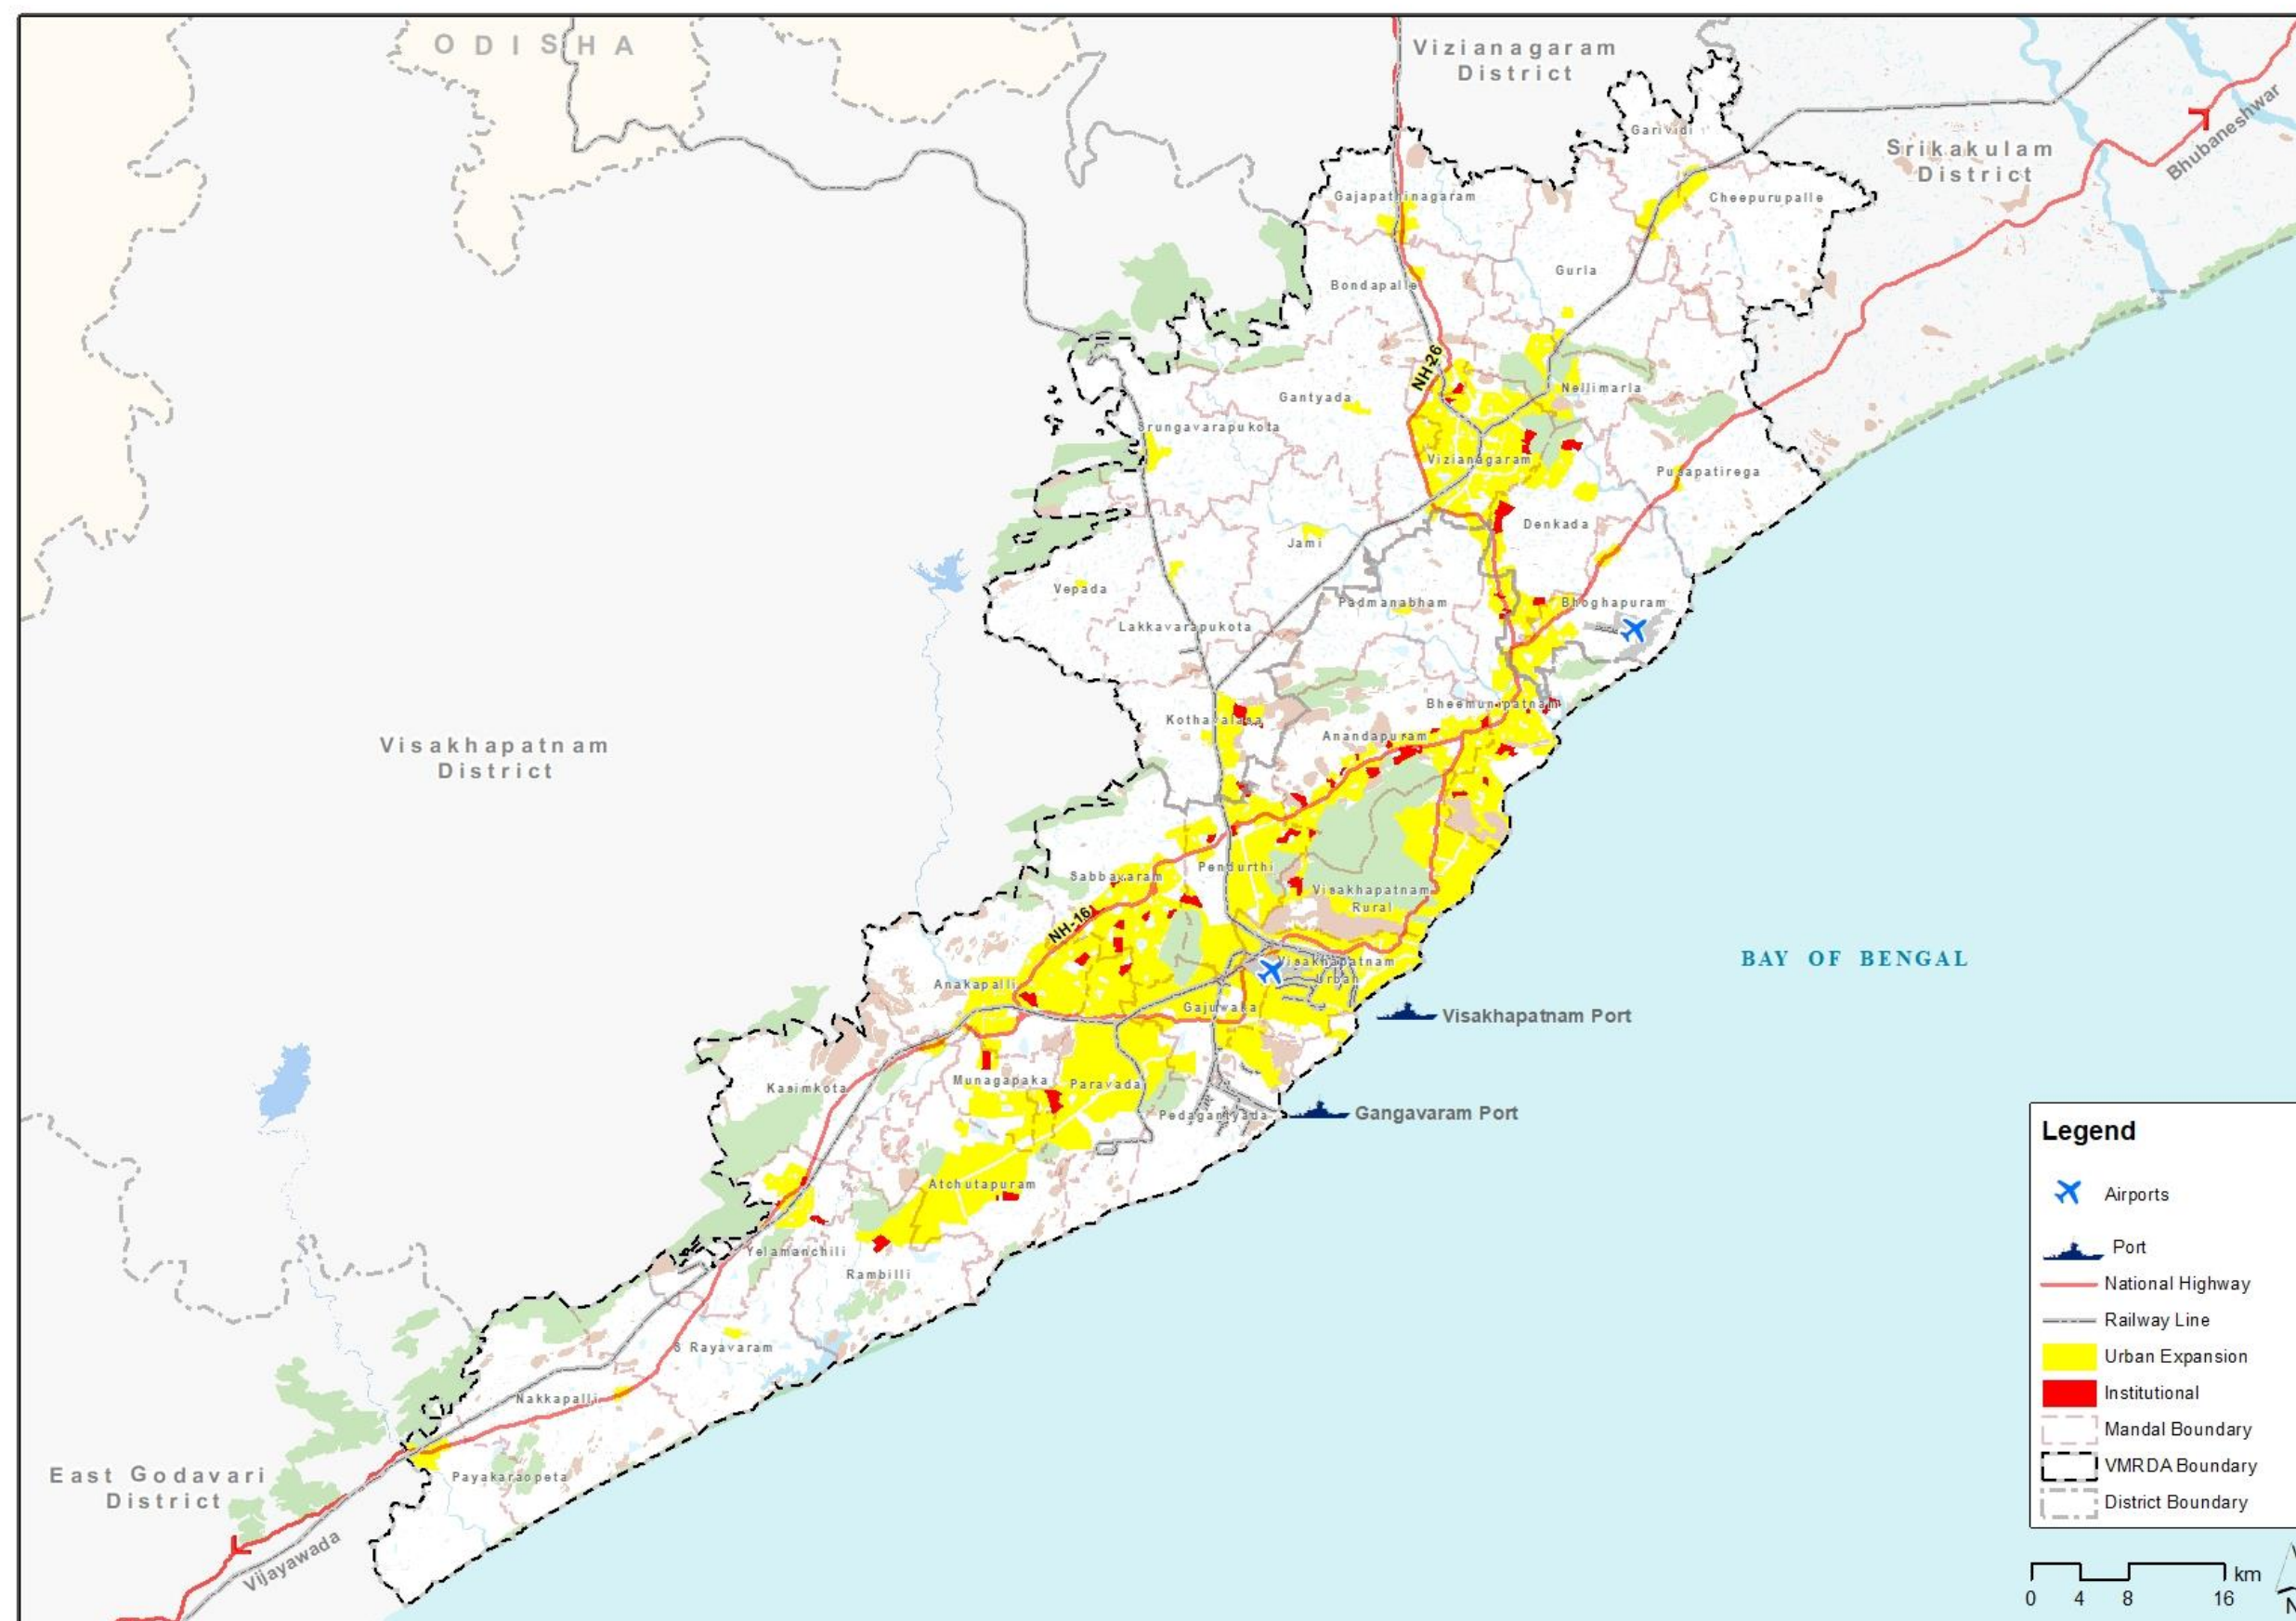 ODISHA
Vizianagaram
District
Srikakulam
District
Bhubaneshwar
Garividi
Gajapathinagaram
Cheepurupalle
Gurla
Bondapalle
NH-26
Gantyada
Nellimarla
Srungavarapukota
Vizianagaram
Pusapatirega
Denkada
Jami
Vepada
Padmanabham
Bhoghapuram
Lakkavarapukota
Bheemunipatnam
Kothavalasa
Anandapuram
Visakhapatnam
District
Pendurthi
Sabbavaram
Visakhapatnam
Rural
NH-16
BAY OF BENGAL
Visakhapatnam
Urban
Anakapalli
Gajuwaka
Visakhapatnam Port
Kasimkota
Munagapaka
Paravada
Pedagantyada
Gangavaram Port
Atchutapuram
Yelamanchili
Rambilli
S Rayavaram
Nakkapalli
Payakaraopeta
East Godavari
District
Vijayawada
Legend
Airports
Port
National Highway
Railway Line
Urban Expansion
Institutional
Mandal Boundary
VMRDA Boundary
District Boundary
km
0 4 8 16
N